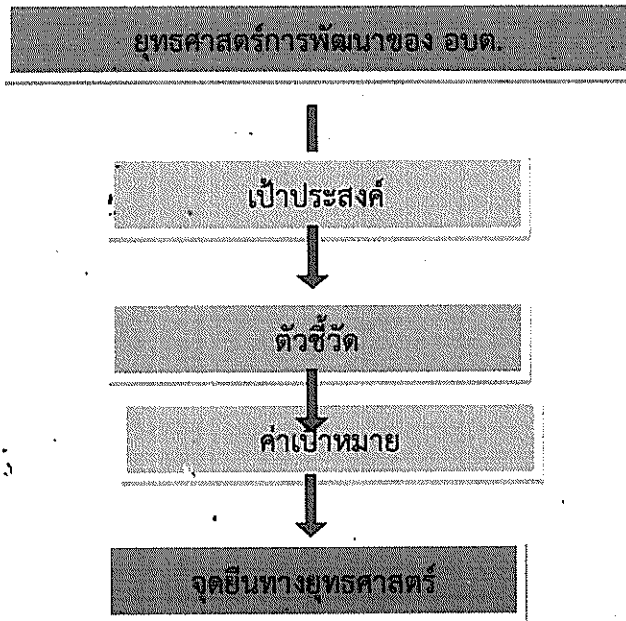 ยุทธศาสตร์การพัฒนาของ อบต.
เป้าประสงค์
ตัวชี้วัด
ค่าเป้าหมาย
จุดยืนทางยุทธศาสตร์